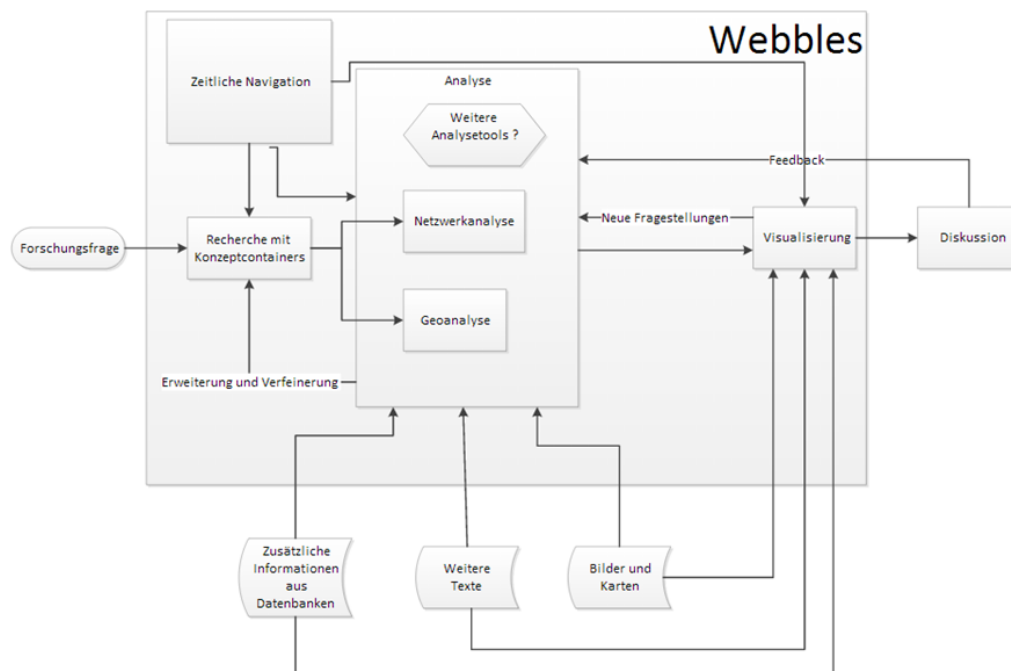 Webbles
Zeitliche Navigation
Analyse
Weitere
Analysetools ?
Feedback
Netzwerkanalyse
Neue Fragestellungen
Forschungsfrage
Recherche mit
Konzeptcontainers
Visualisierung
Diskussion
Geoanalyse
Erweiterung und Verfeinerung
Zusätzliche
Informationen
aus
Datenbanken
Weitere
Texte
Bilder und
Karten